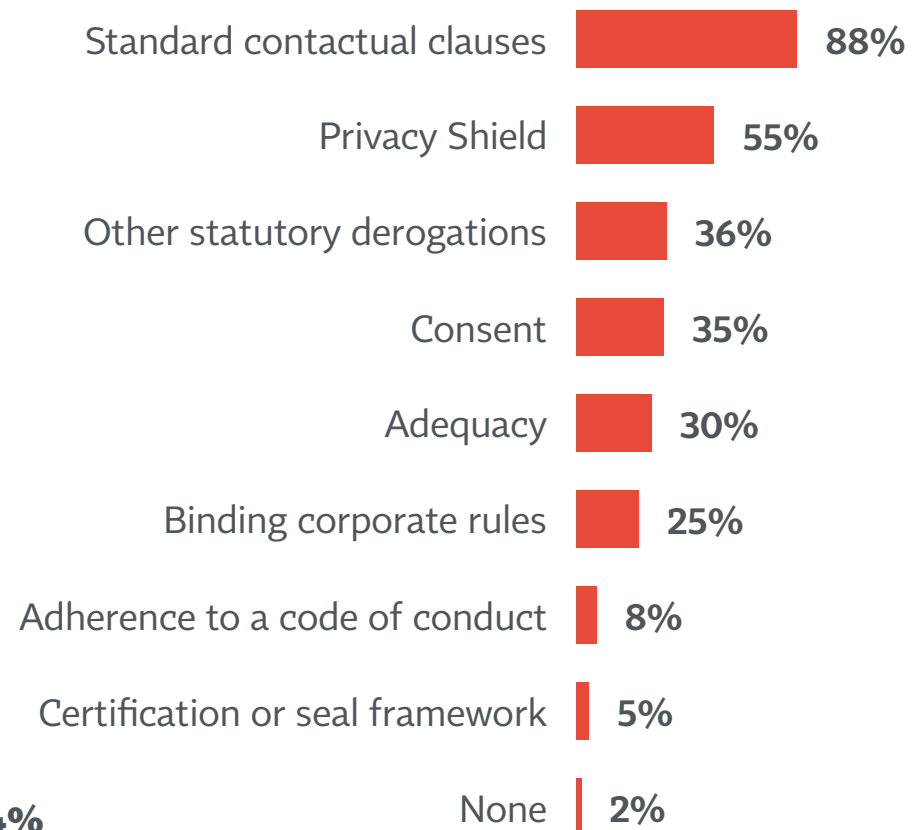 Standard contactual clauses 88%
Privacy Shield 55%
Other statutory derogations 36%
Consent 35%
Adequacy 30%
Binding corporate rules 25%
Adherence to a code of conduct 8%
Certification or seal framework 5%
None 2%